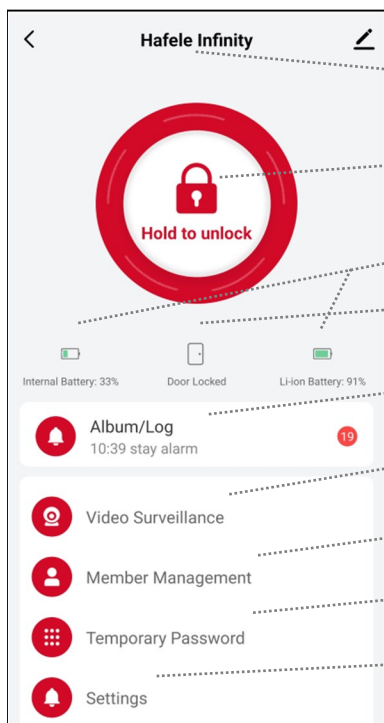 Hafele Infinity
Hold to unlock
Internal Battery: 33%
Door Locked
Li-ion Battery: 91%
Album/Log
10:39 stay alarm
19
Video Surveillance
Member Management
Temporary Password
Settings